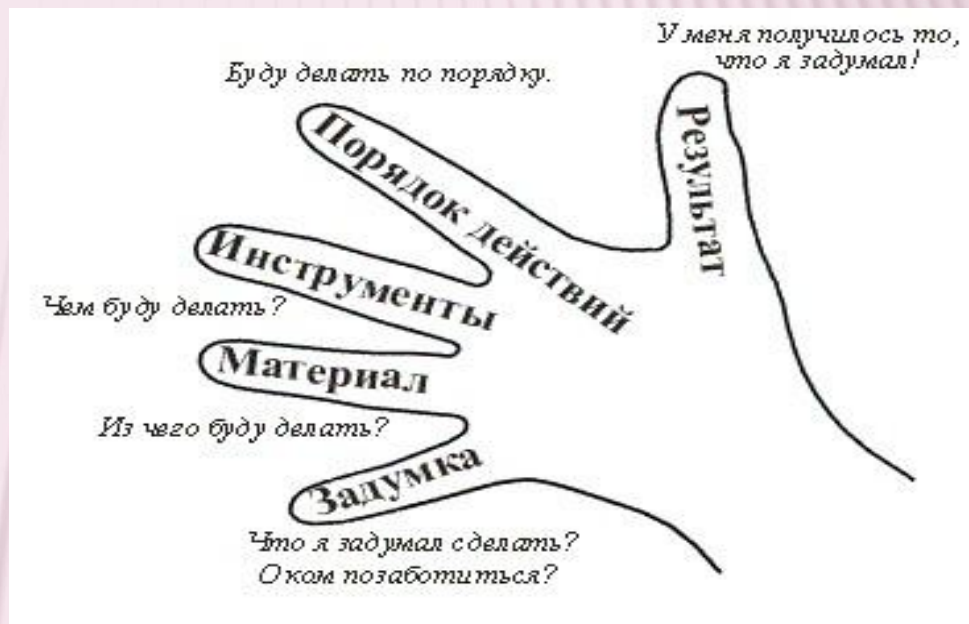 У меня получилось то,
что я задумал!
Буду делать по порядку.
Порядок действий
Результат
Инструменты
Чем буду делать?
Материал
Из чего буду делать?
Задумка
Что я задумал сделать?
О ком позаботиться?